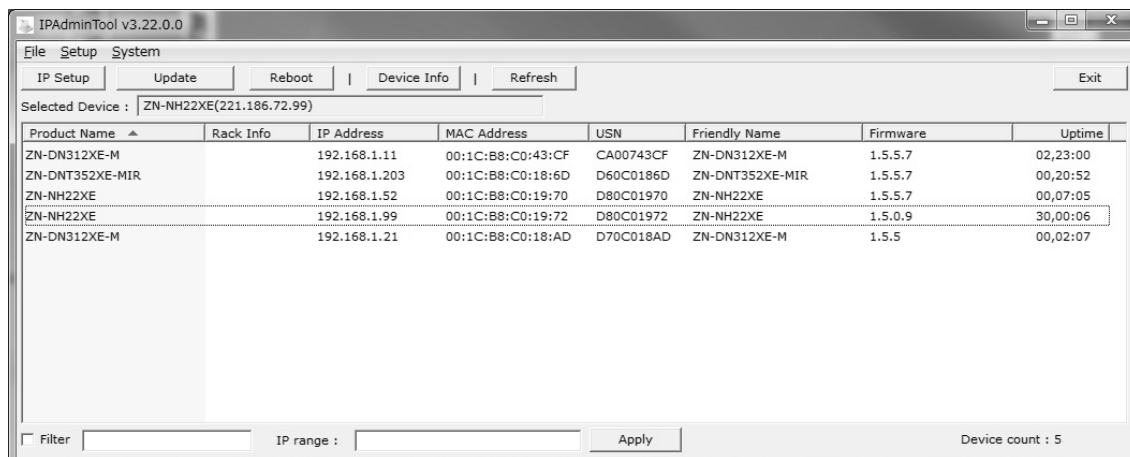 IPAdminTool v3.22.0.0
File Setup System
IP Setup Update Reboot | Device Info | Refresh Exit
Selected Device : ZN-NH22XE(221.186.72.99)
Product Name Rack Info IP Address MAC Address USN Friendly Name Firmware Uptime
ZN-DN312XE-M 192.168.1.11 00:1C:B8:C0:43:CF CA00743CF ZN-DN312XE-M 1.5.5.7 02,23:00
ZN-DNT352XE-MIR 192.168.1.203 00:1C:B8:C0:18:6D D60C0186D ZN-DNT352XE-MIR 1.5.5.7 00,20:52
ZN-NH22XE 192.168.1.52 00:1C:B8:C0:19:70 D80C01970 ZN-NH22XE 1.5.5.7 00,07:05
ZN-NH22XE 192.168.1.99 00:1C:B8:C0:19:72 D80C01972 ZN-NH22XE 1.5.0.9 30,00:06
ZN-DN312XE-M 192.168.1.21 00:1C:B8:C0:18:AD D70C018AD ZN-DN312XE-M 1.5.5 00,02:07
Filter IP range : Apply Device count : 5